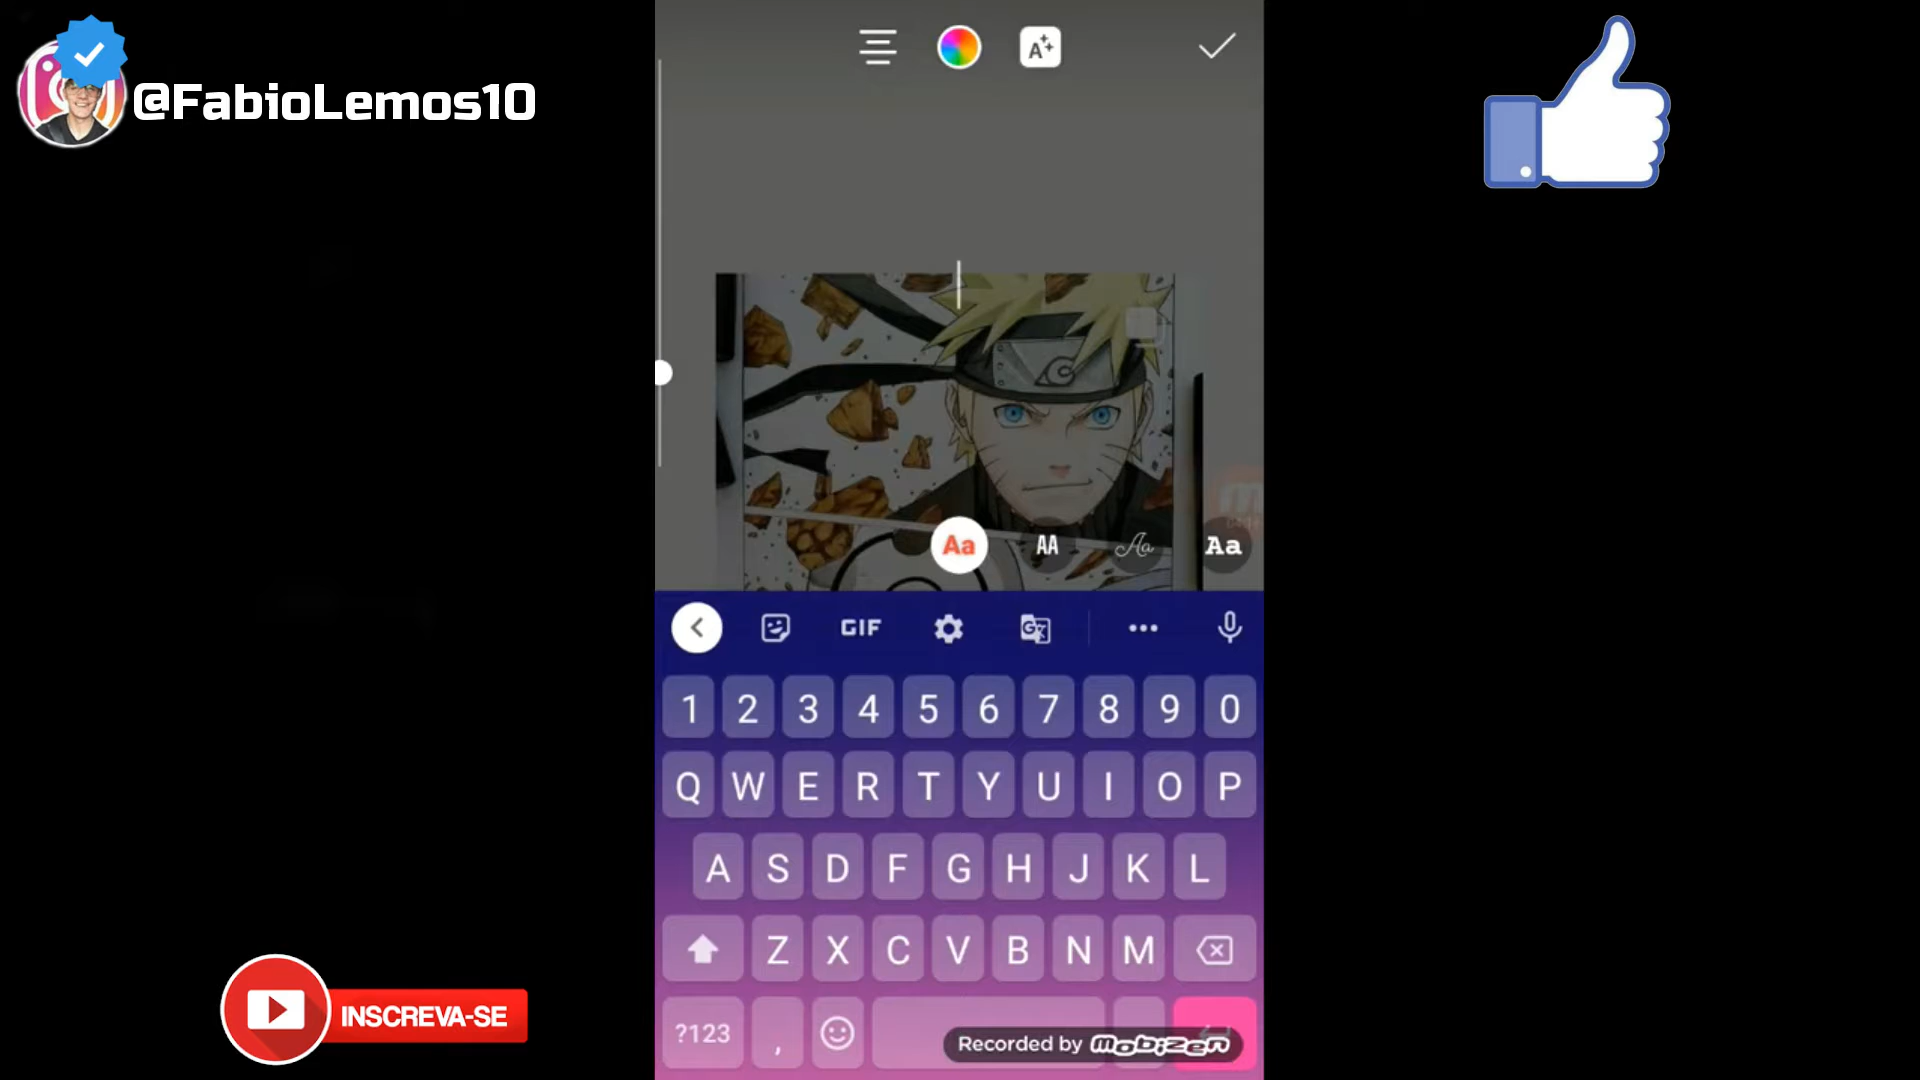 @FabioLemos10
A
Aa
AA
Aa
Aa
GIF
G
1 2 3 4 5 6 7 8 9 0
Q W E R T Y U I O P
A S D F G H J K L
Z X C V B N M
?123 ,
Recorded by mobizen
INSCREVA-SE